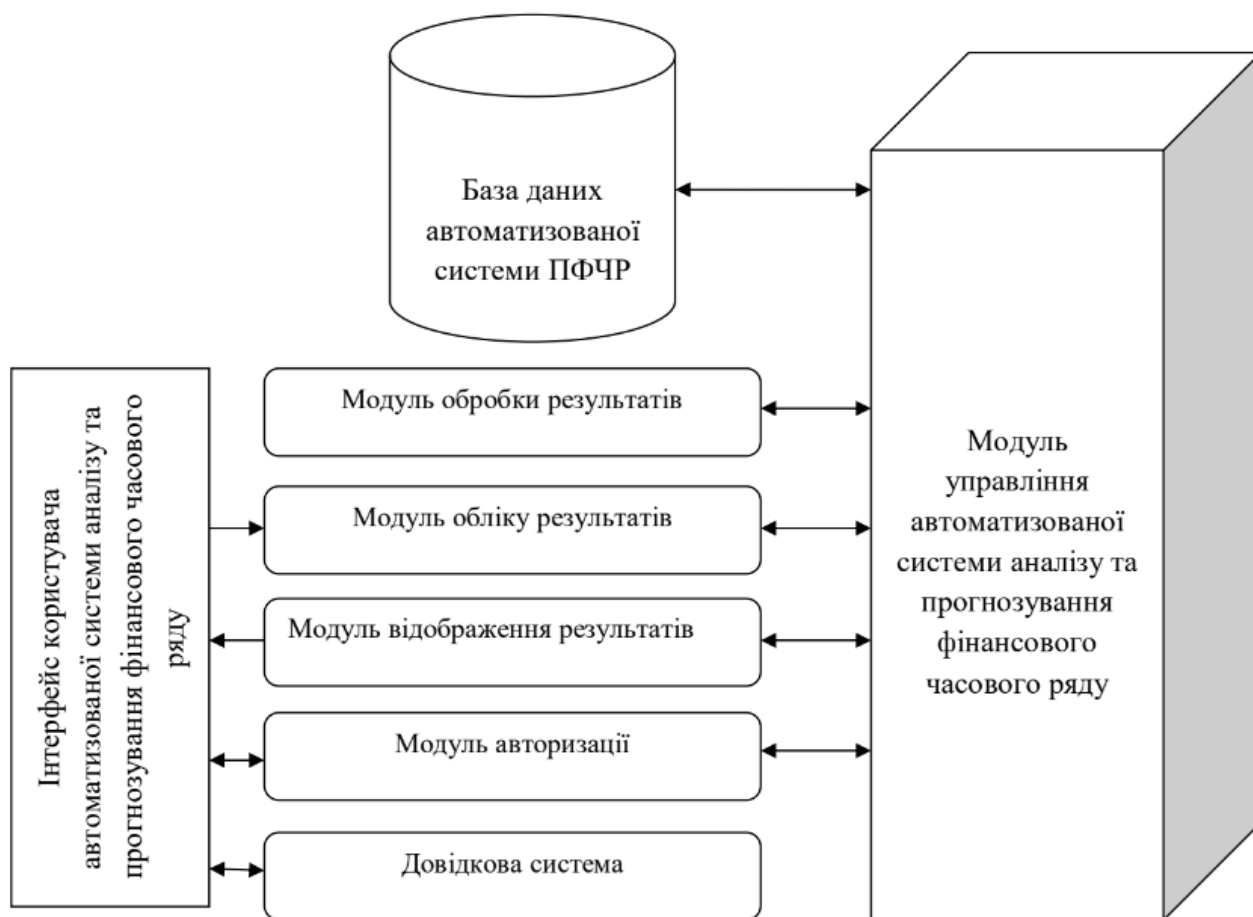 База даних
автоматизованої
системи ПФЧР
Модуль обробки результатів
Модуль обліку результатів
Модуль відображення результатів
Модуль авторизації
Довідкова система
Інтерфейс користувача
автоматизованої системи аналізу та
прогнозування фінансового часового
ряду
Модуль
управління
автоматизованої
системи аналізу та
прогнозування
фінансового
часового ряду